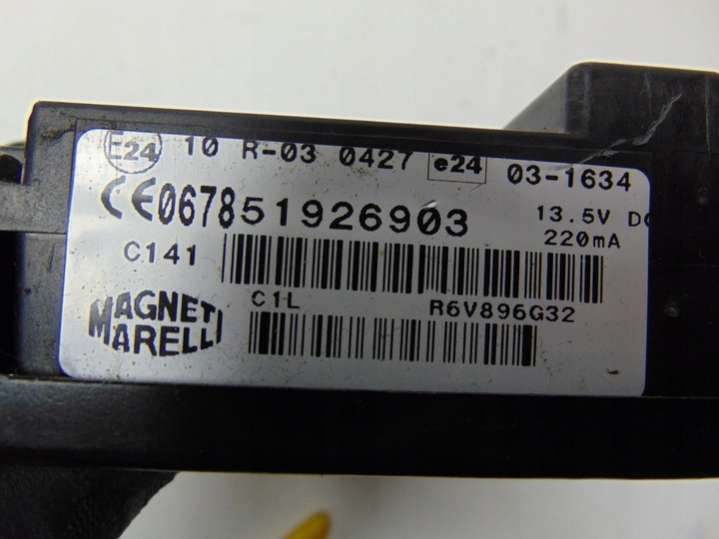 E24 10 R-03 0427 e24 03-1634
CE0678 51926903 13.5V DC
C141 220mA
C1L R6V896G32
MAGNETI
MARELLI